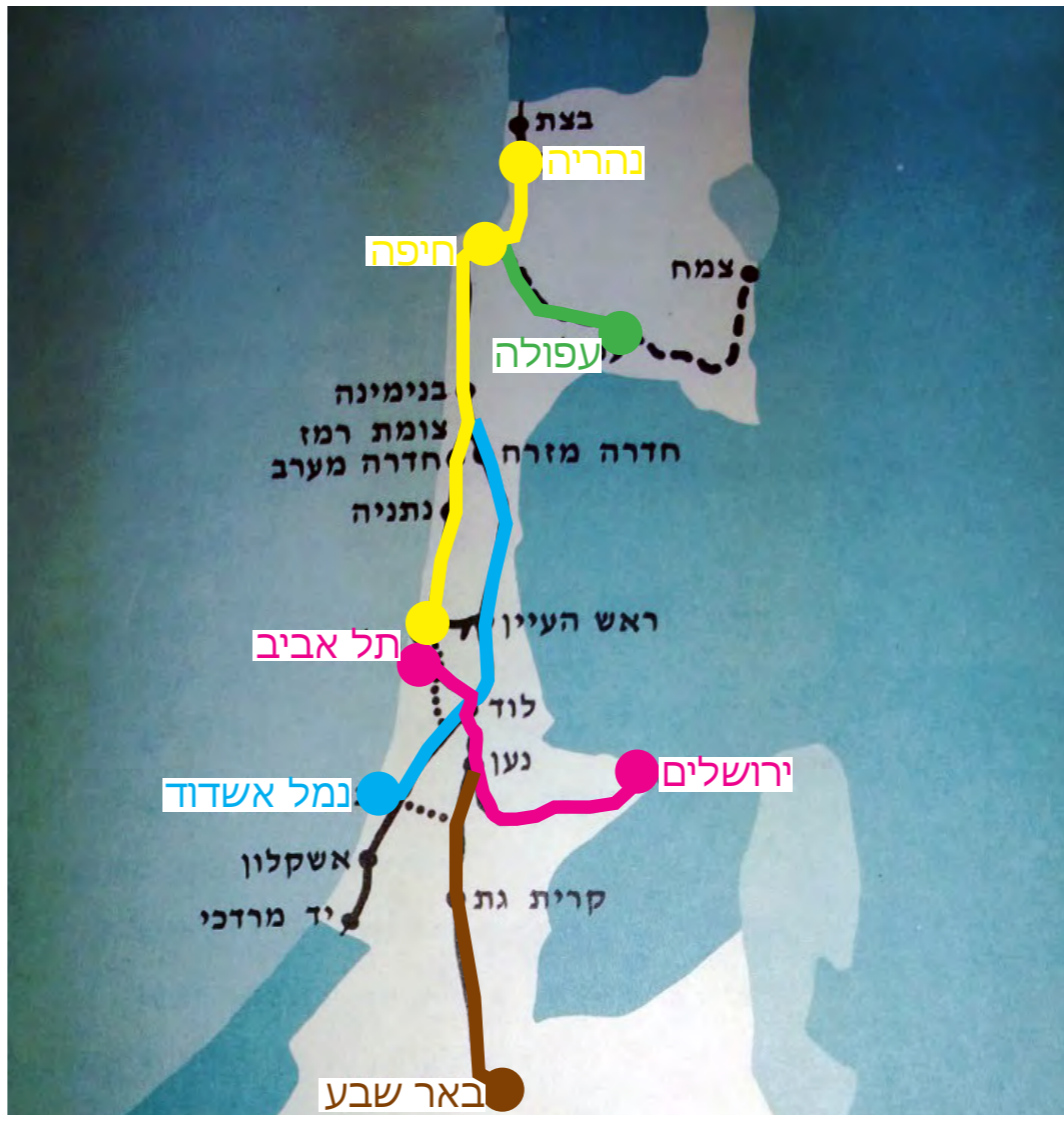 בצת
נהריה
חיפה
צמח
עפולה
בנימינה
צומת רמז
חדרה מערב
חדרה מזרח
נתניה
ראש העיין
תל אביב
לוד
נען
ירושלים
נמל אשדוד
אשקלון
קרית גת
יד מרדכי
באר שבע